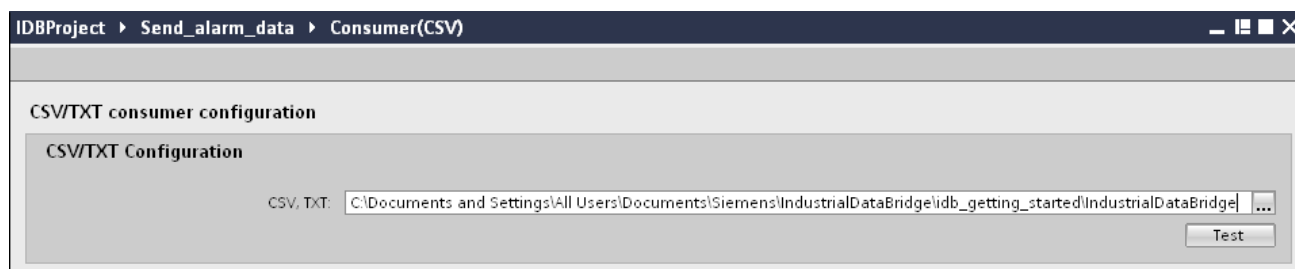 IDBProject ▸ Send_alarm_data ▸ Consumer(CSV)
CSV/TXT consumer configuration
CSV/TXT Configuration
CSV, TXT: C:\Documents and Settings\All Users\Documents\Siemens\IndustrialDataBridge\idb_getting_started\IndustrialDataBridge ...
Test